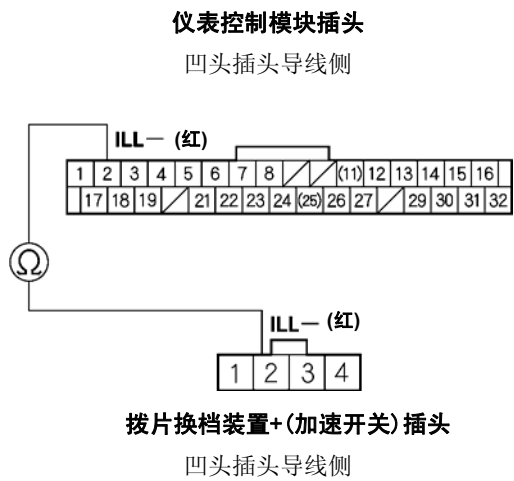 仪表控制模块插头
凹头插头导线侧
ILL— (红)
1 2 3 4 5 6 7 8 (11) 12 13 14 15 16
17 18 19 21 22 23 24 (25) 26 27 29 30 31 32
Ω
ILL— (红)
1 2 3 4
拨片换档装置+(加速开关)插头
凹头插头导线侧